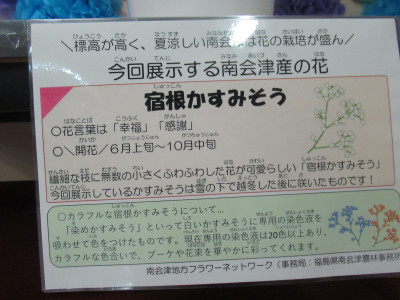 ＼標高が高く、夏涼しい南会津は花の栽培が盛ん／
今回展示する南会津産の花
宿根かすみそう
○花言葉は「幸福」「感謝」
○＼開花／6月上旬～10月中旬
繊細な枝に無数の小さくふわふわした花が可愛らしい「宿根かすみそう」
今回展示しているかすみそうは雪の下で越冬した後に咲いたものです！
○カラフルな宿根かすみそうについて…
「染めかすみそう」といって白いかすみそうに専用の染色液を
吸わせて色をつけたものです。現在専用の染色液は20色以上あり、
カラフルな色合いで、ブーケや花束を華やかに彩ってくれます。
南会津地方フラワーネットワーク（事務局：福島県南会津農林事務所